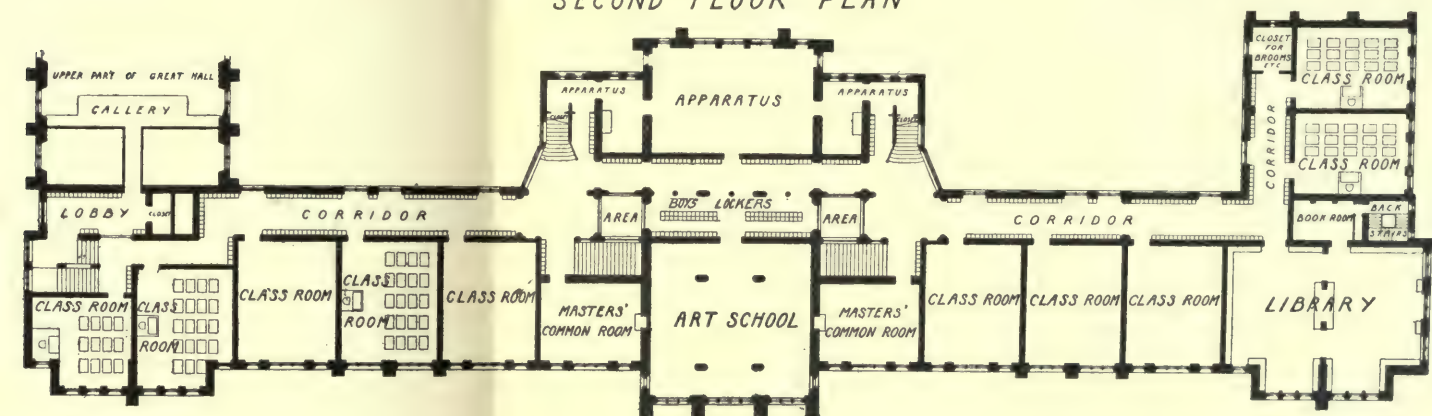 SECOND FLOOR PLAN
UPPER PART OF GREAT HALL
GALLERY
LOBBY
CLOSET
CORRIDOR
CLASS ROOM
CLASS
ROOM
CLASS ROOM
CLASS
ROOM
CLASS ROOM
APPARATUS
CLOSET
APPARATUS
APPARATUS
CLOSET
AREA
BOYS LOCKERS
AREA
MASTERS'
COMMON ROOM
ART SCHOOL
MASTERS'
COMMON ROOM
CORRIDOR
CLASS ROOM
CLASS ROOM
CLASS ROOM
CLOSET
FOR
BROOMS
ETC
CLASS ROOM
CORRIDOR
CLASS ROOM
BOOK ROOM
BACK
STAIRS
LIBRARY